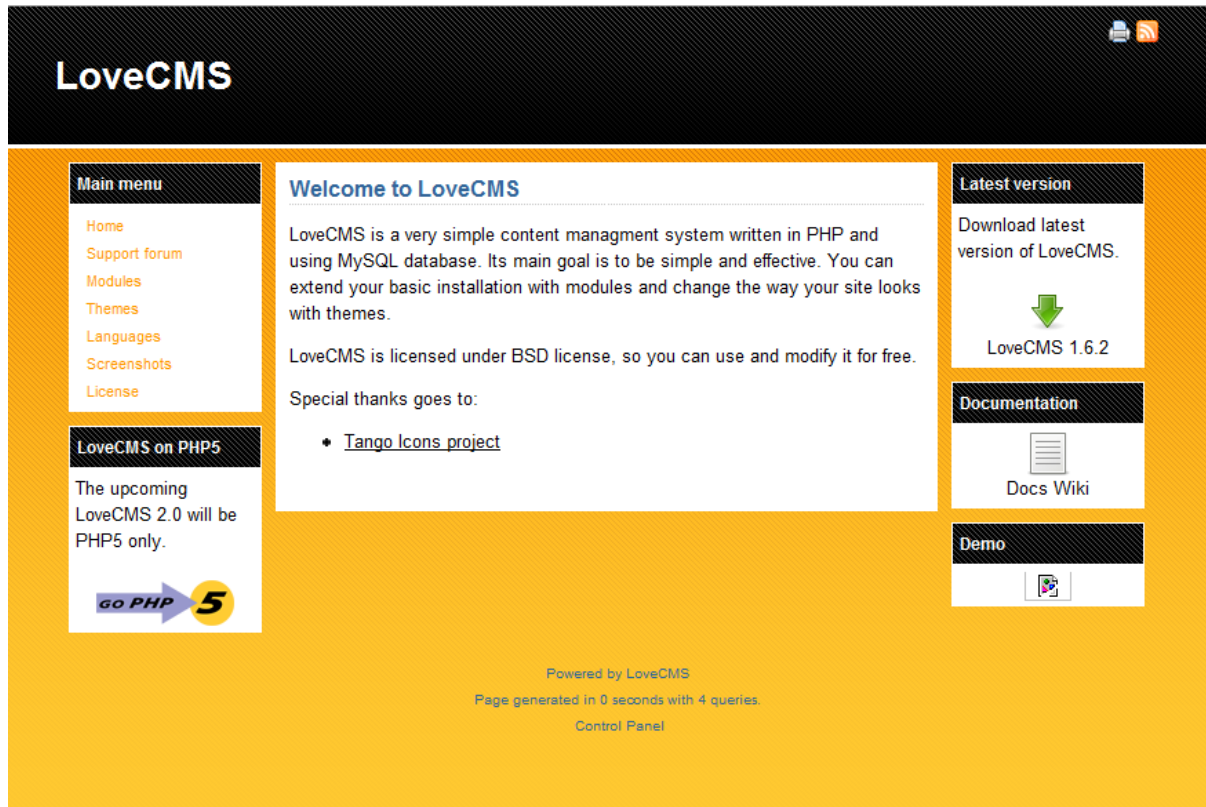 LoveCMS
Main menu
Home
Support forum
Modules
Themes
Languages
Screenshots
License
LoveCMS on PHP5
The upcoming
LoveCMS 2.0 will be
PHP5 only.
GO PHP 5
Welcome to LoveCMS
LoveCMS is a very simple content managment system written in PHP and
using MySQL database. Its main goal is to be simple and effective. You can
extend your basic installation with modules and change the way your site looks
with themes.
LoveCMS is licensed under BSD license, so you can use and modify it for free.
Special thanks goes to:
Tango Icons project
Latest version
Download latest
version of LoveCMS.
LoveCMS 1.6.2
Documentation
Docs Wiki
Demo
Powered by LoveCMS
Page generated in 0 seconds with 4 queries.
Control Panel